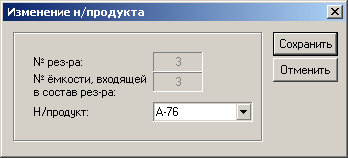 Изменение н/продукта
№ рез-ра: 3
Сохранить
№ ёмкости, входящей
в состав рез-ра: 3
Отменить
Н/продукт: А-76